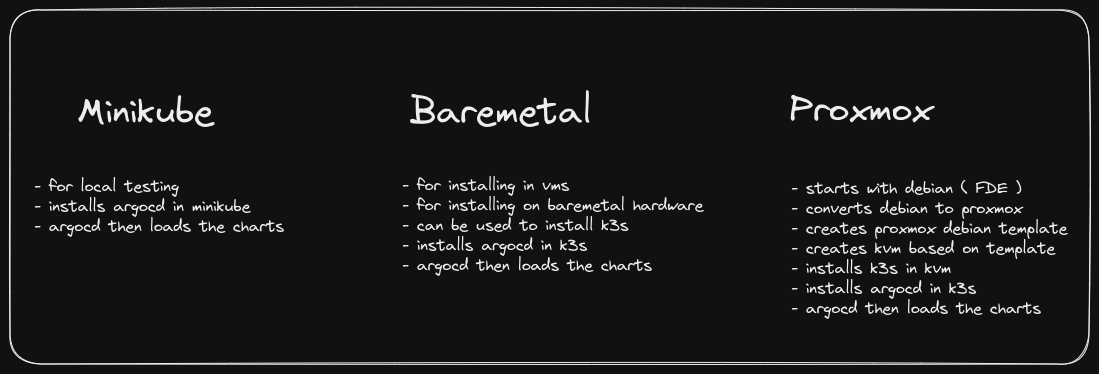 Minikube
- for local testing
- installs argocd in minikube
- argocd then loads the charts
Baremetal
- for installing in vms
- for installing on baremetal hardware
- can be used to install k3s
- installs argocd in k3s
- argocd then loads the charts
Proxmox
- starts with debian ( FDE )
- converts debian to proxmox
- creates proxmox debian template
- creates kvm based on template
- installs k3s in kvm
- installs argocd in k3s
- argocd then loads the charts